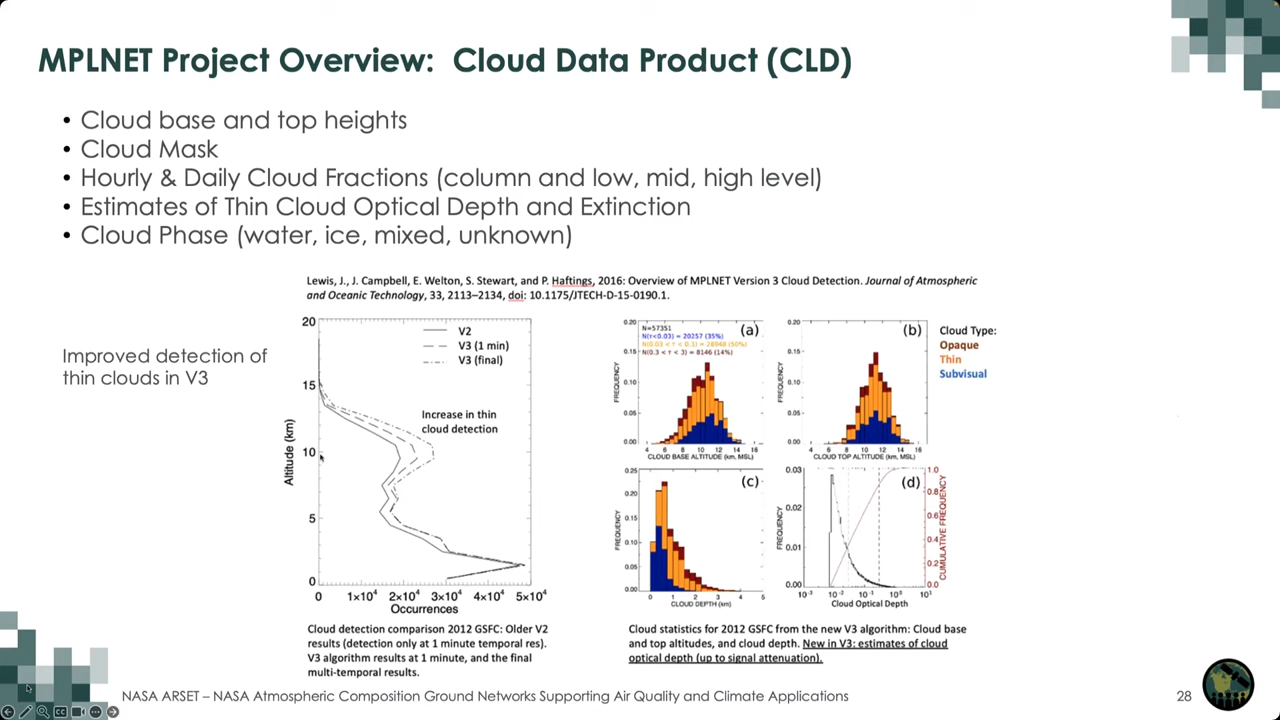 MPLNET Project Overview:  Cloud Data Product (CLD)
• Cloud base and top heights
• Cloud Mask
• Hourly & Daily Cloud Fractions (column and low, mid, high level)
• Estimates of Thin Cloud Optical Depth and Extinction
• Cloud Phase (water, ice, mixed, unknown)
Lewis, J., J. Campbell, E. Welton, S. Stewart, and P. Haftings, 2016: Overview of MPLNET Version 3 Cloud Detection. Journal of Atmospheric
and Oceanic Technology, 33, 2113–2134, doi: 10.1175/JTECH-D-15-0190.1.
Improved detection of
thin clouds in V3
20
15
10
5
0
Altitude (km)
V2
V3 (1 min)
V3 (final)
Increase in thin
cloud detection
0 1×10⁴ 2×10⁴ 3×10⁴ 4×10⁴ 5×10⁴
Occurrences
Cloud detection comparison 2012 GSFC: Older V2
results (detection only at 1 minute temporal res).
V3 algorithm results at 1 minute, and the final
multi-temporal results.
0.20
0.15
0.10
0.05
0.00
FREQUENCY
N=57351
N(τ<0.03) = 20257 (35%)
N(0.03 < τ < 0.3) = 28948 (50%)
N(0.3 < τ < 3) = 8146 (14%)
(a)
4 6 8 10 12 14 16
CLOUD BASE ALTITUDE (km, MSL)
0.20
0.15
0.10
0.05
0.00
FREQUENCY
(b)
4 6 8 10 12 14 16
CLOUD TOP ALTITUDE (km, MSL)
Cloud Type:
Opaque
Thin
Subvisual
0.25
0.20
0.15
0.10
0.05
0.00
FREQUENCY
(c)
0 1 2 3 4 5
CLOUD DEPTH (km)
0.03
0.02
0.01
0.00
FREQUENCY
(d)
1.0
0.8
0.6
0.4
0.2
0.0
CUMULATIVE FREQUENCY
10⁻³ 10⁻² 10⁻¹ 10⁰ 10¹
Cloud Optical Depth
Cloud statistics for 2012 GSFC from the new V3 algorithm: Cloud base
and top altitudes, and cloud depth. New in V3: estimates of cloud
optical depth (up to signal attenuation).
NASA ARSET – NASA Atmospheric Composition Ground Networks Supporting Air Quality and Climate Applications
28
CC